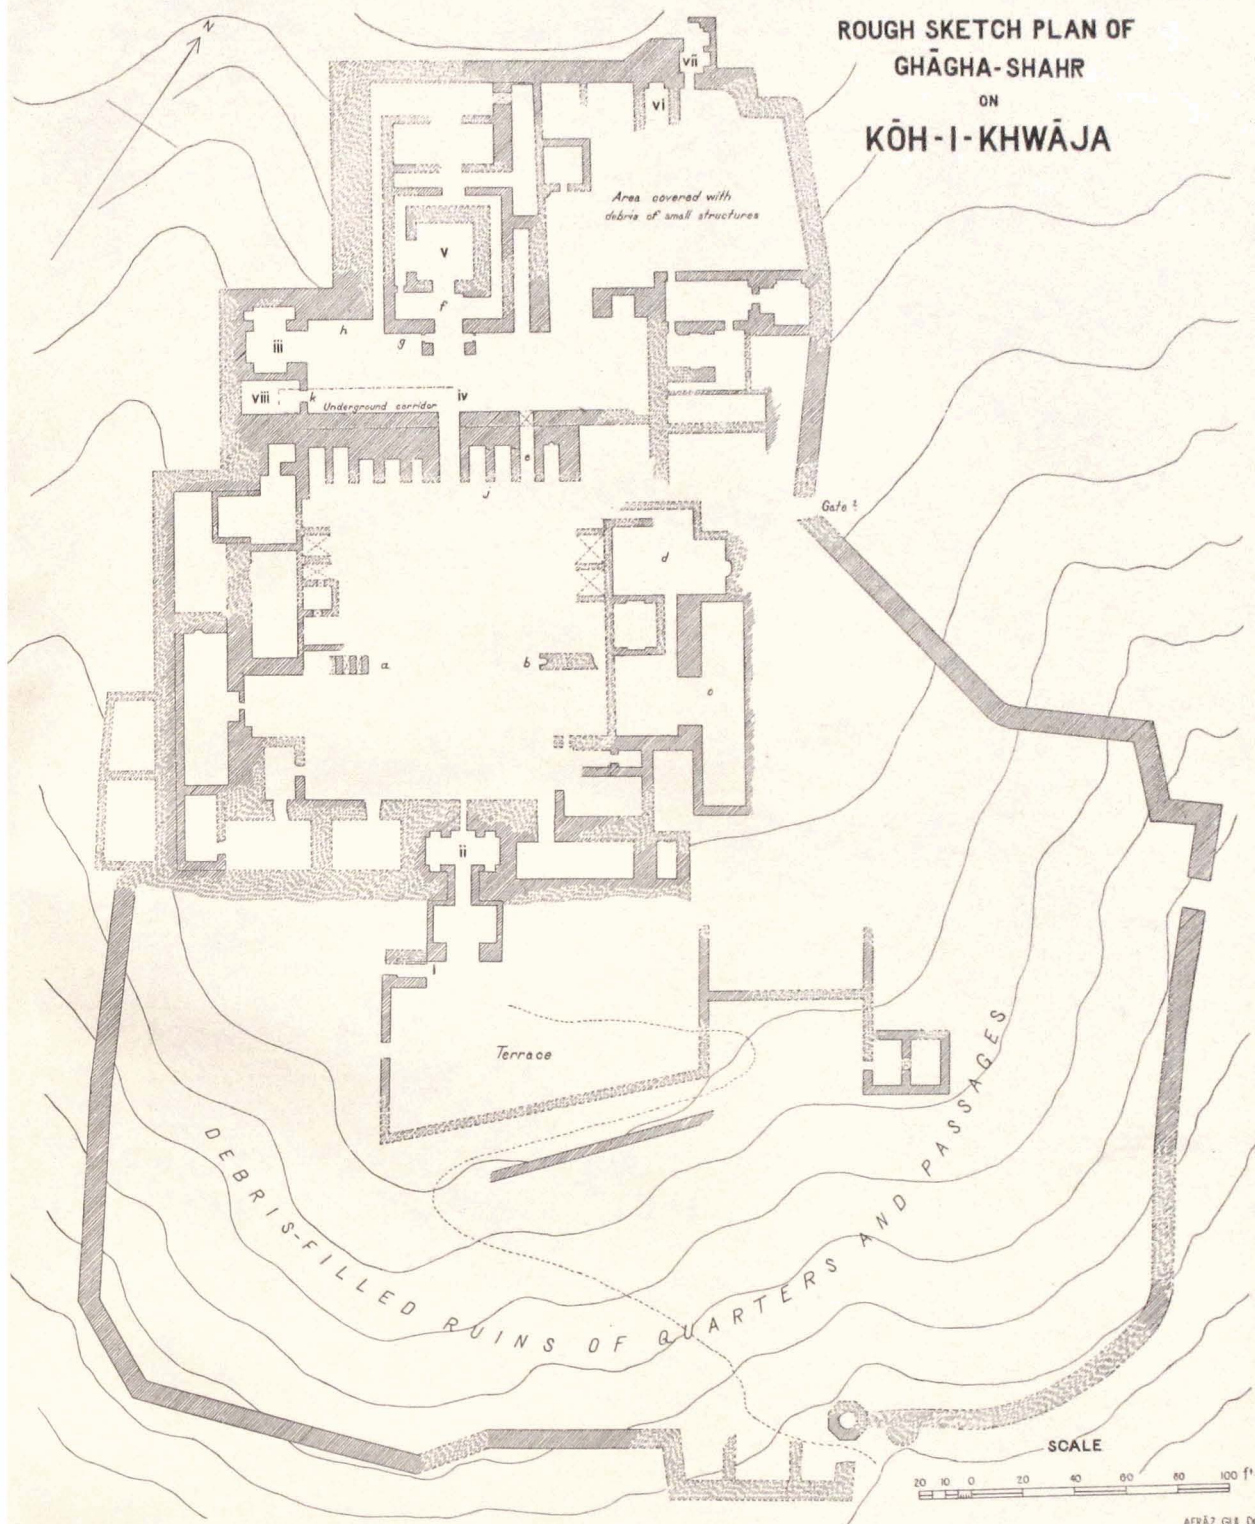 ROUGH SKETCH PLAN OF
GHĀGHA-SHAHR
ON
KŌH-I-KHWĀJA
N
vii
vi
Area covered with
debris of small structures
v
f
h
g
iii
viii
k
iv
Underground corridor
e
j
Gate?
d
a
b
c
ii
i
Terrace
DEBRIS-FILLED RUINS OF QUARTERS AND PASSAGES
SCALE
20 10 0 20 40 60 80 100 ft